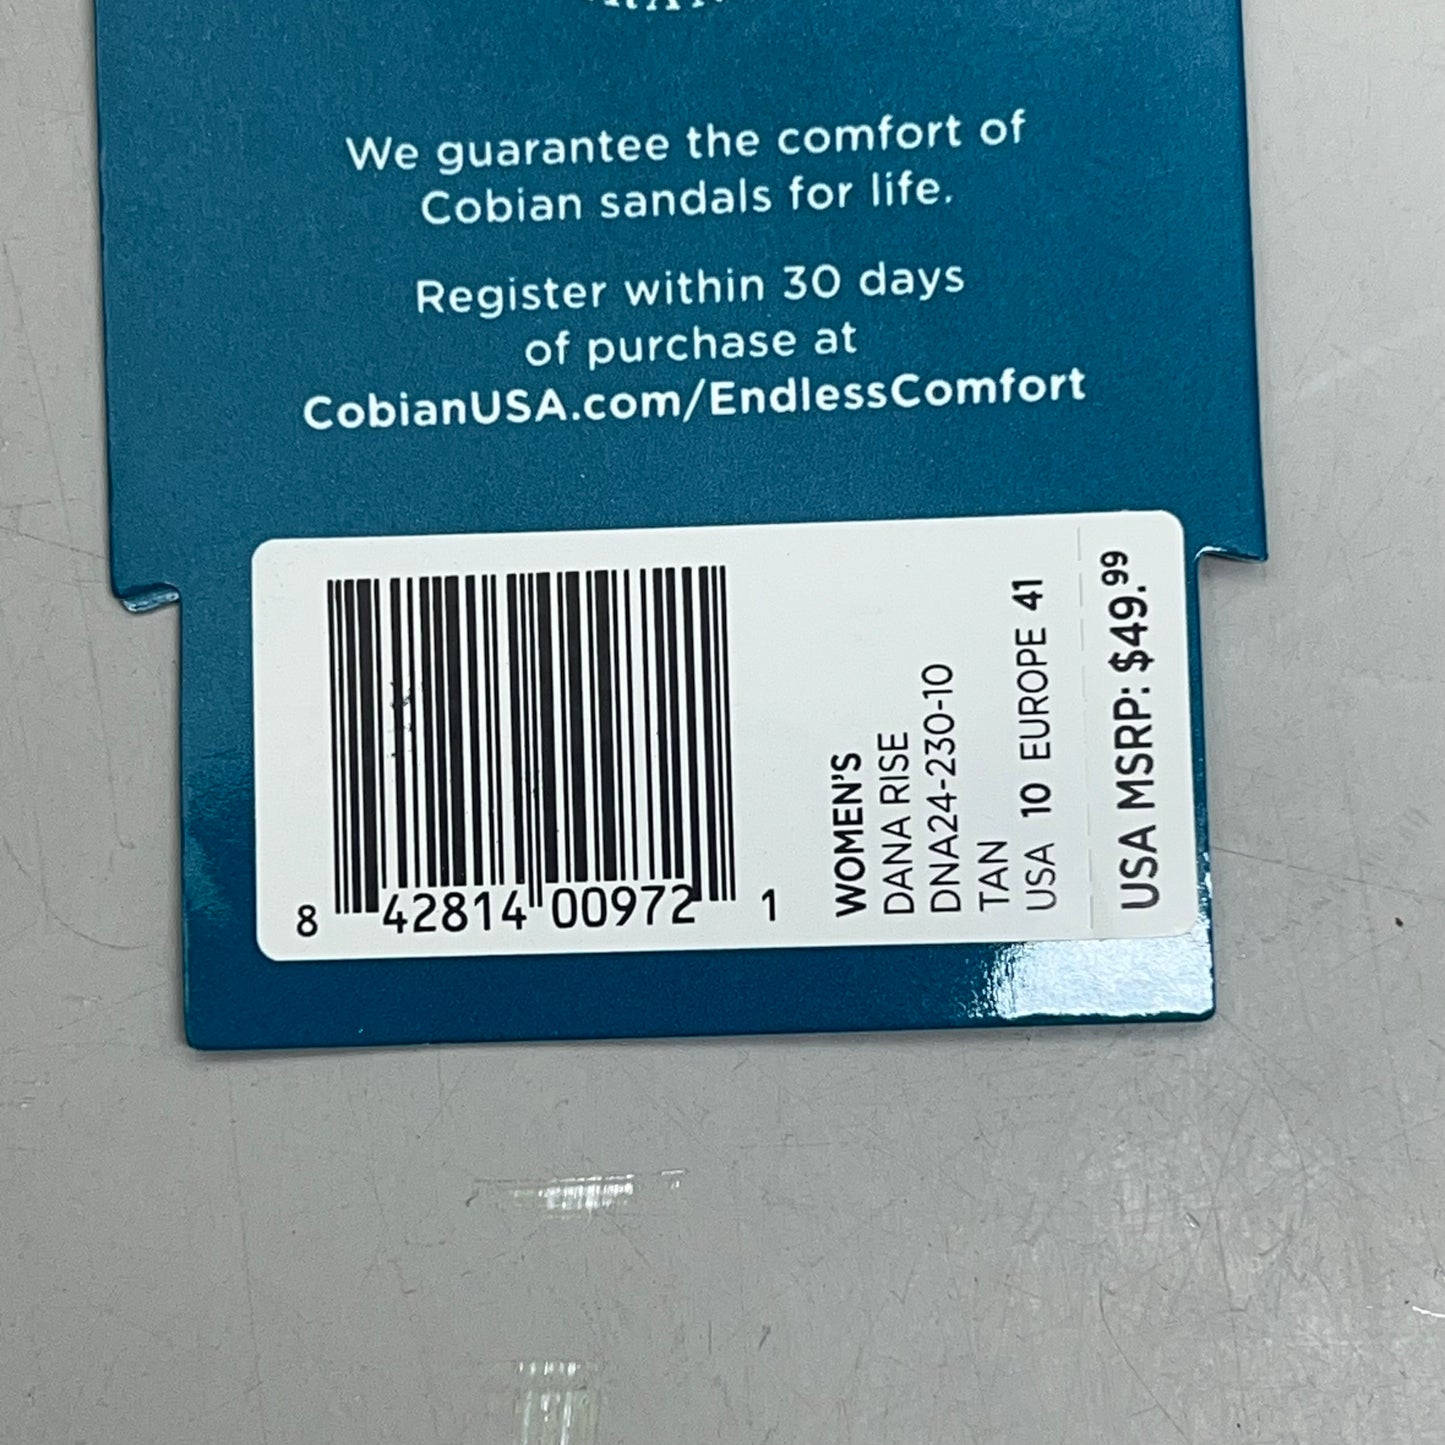 We guarantee the comfort of
Cobian sandals for life.
Register within 30 days
of purchase at
CobianUSA.com/EndlessComfort
8 42814 00972 1
WOMEN'S
DANA RISE
DNA24-230-10
TAN
USA 10 EUROPE 41
USA MSRP: $49.99